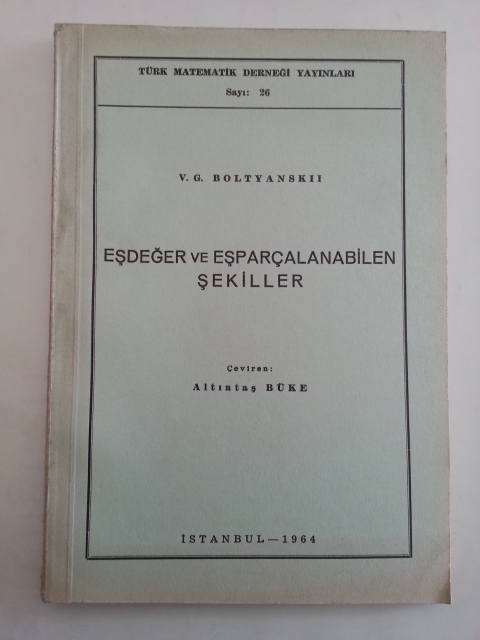 TÜRK MATEMATİK DERNEĞİ YAYINLARI
Sayı: 26
V. G. BOLTYANSKII
EŞDEĞER VE EŞPARÇALANABİLEN
ŞEKİLLER
Çeviren:
Altıntaş BÜKE
İSTANBUL—1964